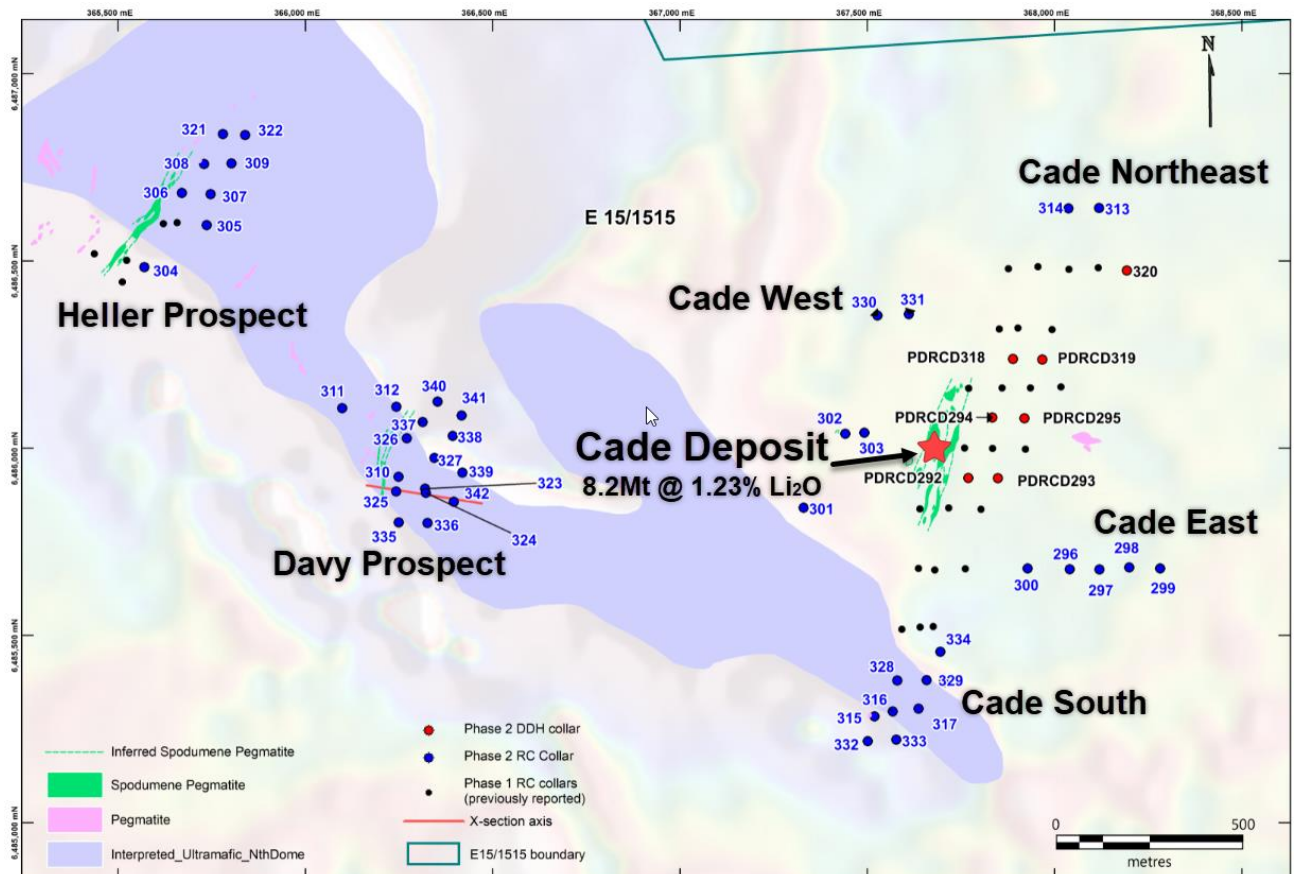 365,500 mE
366,000 mE
366,500 mE
367,000 mE
367,500 mE
368,000 mE
368,500 mE
6,487,000 mN
6,486,500 mN
6,486,000 mN
6,485,500 mN
6,485,000 mN
N
321
322
308
309
306
307
305
304
Heller Prospect
E 15/1515
Cade Northeast
314
313
320
Cade West
330
331
PDRCD318
PDRCD319
311
312
340
341
337
326
338
327
310
339
325
342
323
324
335
336
Davy Prospect
302
303
301
PDRCD294
PDRCD295
Cade Deposit
8.2Mt @ 1.23% Li₂O
PDRCD292
PDRCD293
Cade East
300
296
297
298
299
334
328
329
Cade South
316
315
317
332
333
Inferred Spodumene Pegmatite
Spodumene Pegmatite
Pegmatite
Interpreted_Ultramafic_NthDome
Phase 2 DDH collar
Phase 2 RC Collar
Phase 1 RC collars
(previously reported)
X-section axis
E15/1515 boundary
0
500
metres